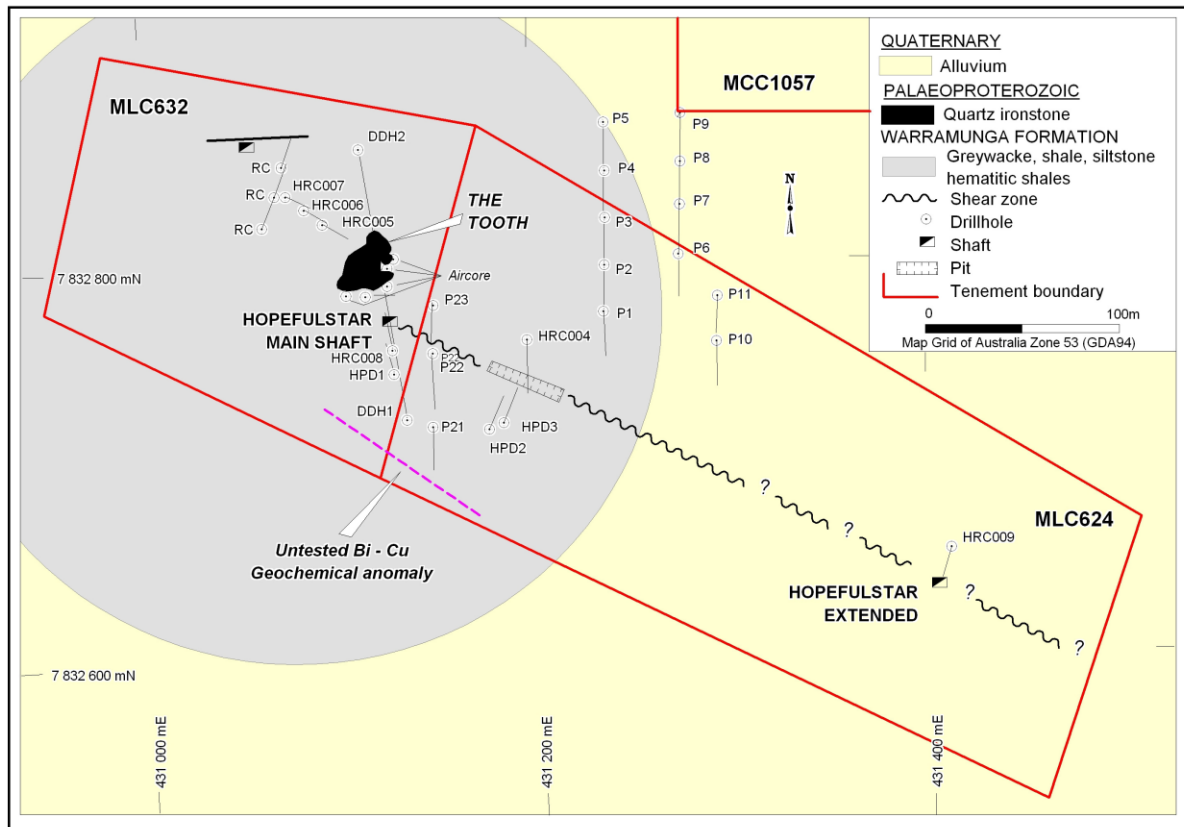 MLC632
MCC1057
QUATERNARY
Alluvium
PALAEOPROTEROZOIC
Quartz ironstone
WARRAMUNGA FORMATION
Greywacke, shale, siltstone
hematitic shales
Shear zone
Drillhole
Shaft
Pit
Tenement boundary
0
100m
Map Grid of Australia Zone 53 (GDA94)
N
DDH2
RC
HRC007
RC
HRC006
RC
HRC005
THE
TOOTH
Aircore
P5
P4
P3
P2
P1
P9
P8
P7
P6
P11
P10
7 832 800 mN
HOPEFULSTAR
MAIN SHAFT
P23
HRC004
HRC008
P22
P22
HPD1
DDH1
P21
HPD2
HPD3
Untested Bi - Cu
Geochemical anomaly
?
?
MLC624
HRC009
HOPEFULSTAR
EXTENDED
?
?
7 832 600 mN
431 000 mE
431 200 mE
431 400 mE